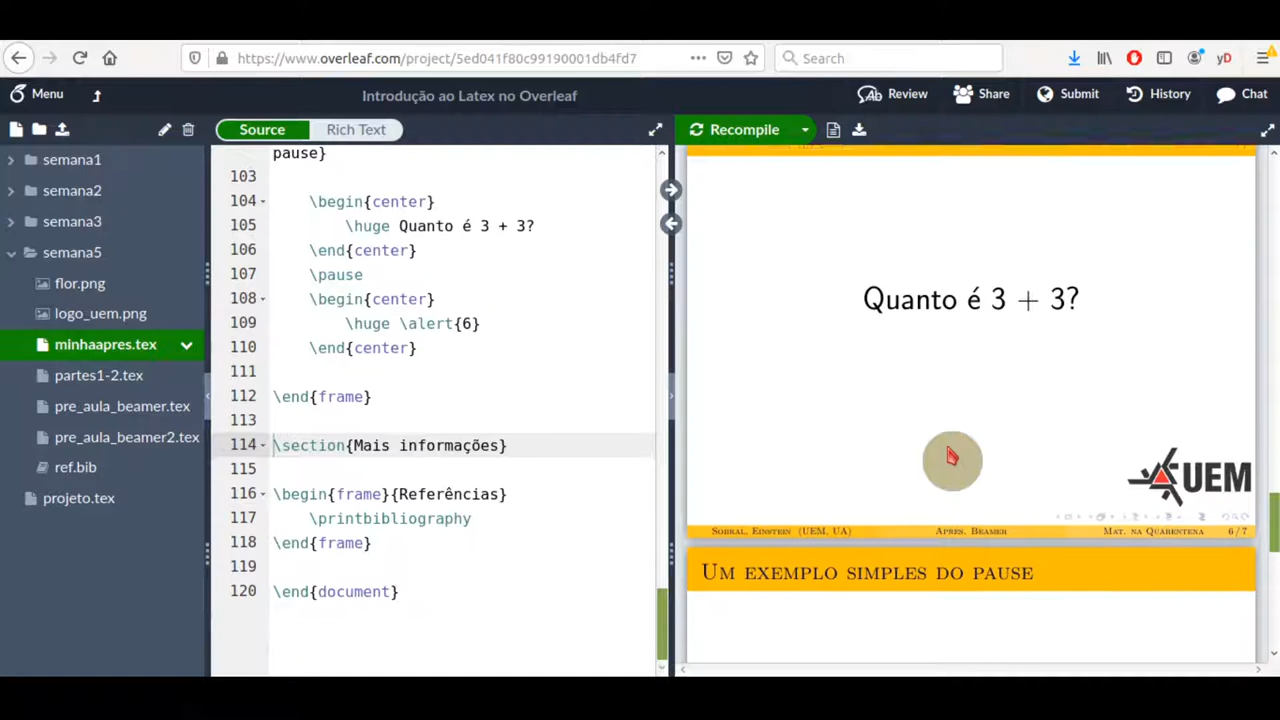 https://www.overleaf.com/project/5ed041f80c99190001db4fd7
Search
yD
Menu
Introdução ao Latex no Overleaf
Review
Share
Submit
History
Chat
Source
Rich Text
Recompile
semana1
semana2
semana3
semana5
flor.png
logo_uem.png
minhaapres.tex
partes1-2.tex
pre_aula_beamer.tex
pre_aula_beamer2.tex
ref.bib
projeto.tex
pause}
103
104 \begin{center}
105 \huge Quanto é 3 + 3?
106 \end{center}
107 \pause
108 \begin{center}
109 \huge \alert{6}
110 \end{center}
111
112 \end{frame}
113
114 \section{Mais informações}
115
116 \begin{frame}{Referências}
117 \printbibliography
118 \end{frame}
119
120 \end{document}
Quanto é 3 + 3?
UEM
Sobral, Einstein (UEM, UA) Apres. Beamer Mat. na Quarentena 6 / 7
Um exemplo simples do pause